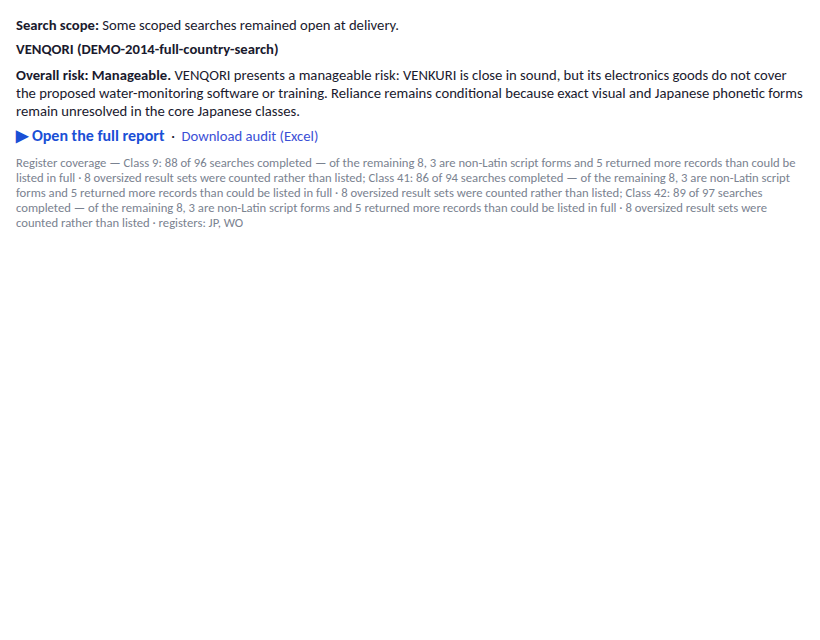 Search scope: Some scoped searches remained open at delivery.
VENQORI (DEMO-2014-full-country-search)
Overall risk: Manageable. VENQORI presents a manageable risk: VENKURI is close in sound, but its electronics goods do not cover
the proposed water-monitoring software or training. Reliance remains conditional because exact visual and Japanese phonetic forms
remain unresolved in the core Japanese classes.
▶ Open the full report · Download audit (Excel)
Register coverage — Class 9: 88 of 96 searches completed — of the remaining 8, 3 are non-Latin script forms and 5 returned more records than could be
listed in full · 8 oversized result sets were counted rather than listed; Class 41: 86 of 94 searches completed — of the remaining 8, 3 are non-Latin script
forms and 5 returned more records than could be listed in full · 8 oversized result sets were counted rather than listed; Class 42: 89 of 97 searches
completed — of the remaining 8, 3 are non-Latin script forms and 5 returned more records than could be listed in full · 8 oversized result sets were
counted rather than listed · registers: JP, WO